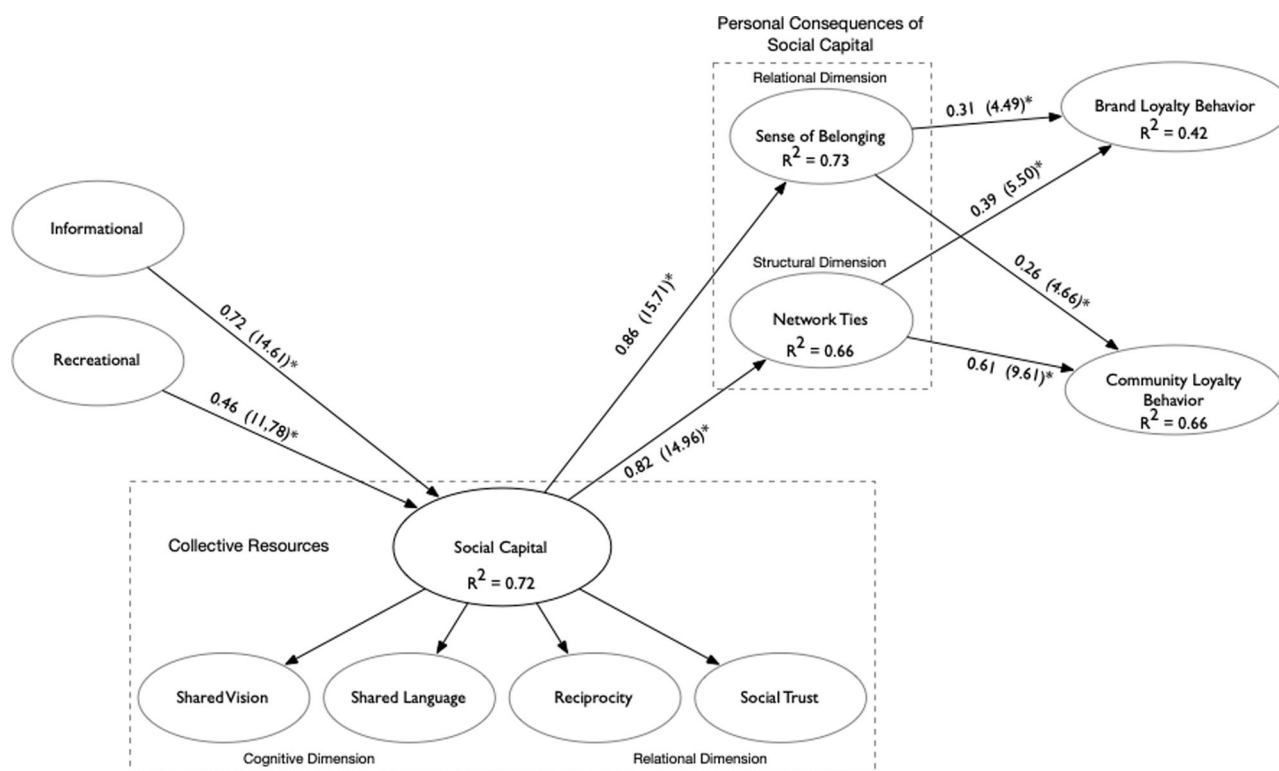 Personal Consequences of
Social Capital
Relational Dimension
Sense of Belonging
R2 = 0.73
0.31 (4.49)*
Brand Loyalty Behavior
R2 = 0.42
0.39 (5.50)*
Informational
Structural Dimension
0.26 (4.66)*
0.86 (15.71)*
Network Ties
R2 = 0.66
0.72 (14.61)*
Recreational
0.61 (9.61)*
Community Loyalty
Behavior
R2 = 0.66
0.46 (11,78)*
0.82 (14.96)*
Collective Resources
Social Capital
R2 = 0.72
Shared Vision
Shared Language
Reciprocity
Social Trust
Cognitive Dimension
Relational Dimension